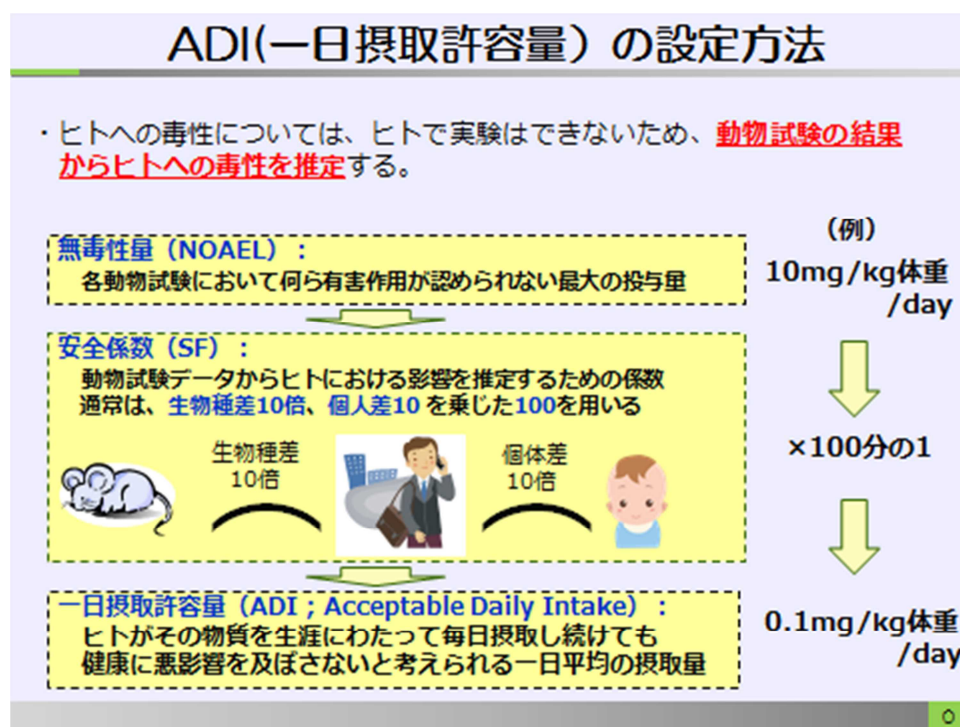 ADI(一日摂取許容量）の設定方法
・ヒトへの毒性については、ヒトで実験はできないため、動物試験の結果
からヒトへの毒性を推定する。
（例）
無毒性量（NOAEL）：
各動物試験において何ら有害作用が認められない最大の投与量
10mg/kg体重
/day
安全係数（SF）：
動物試験データからヒトにおける影響を推定するための係数
通常は、生物種差10倍、個人差10 を乗じた100を用いる
生物種差
10倍
個体差
10倍
×100分の1
一日摂取許容量（ADI；Acceptable Daily Intake）：
ヒトがその物質を生涯にわたって毎日摂取し続けても
健康に悪影響を及ぼさないと考えられる一日平均の摂取量
0.1mg/kg体重
/day
0